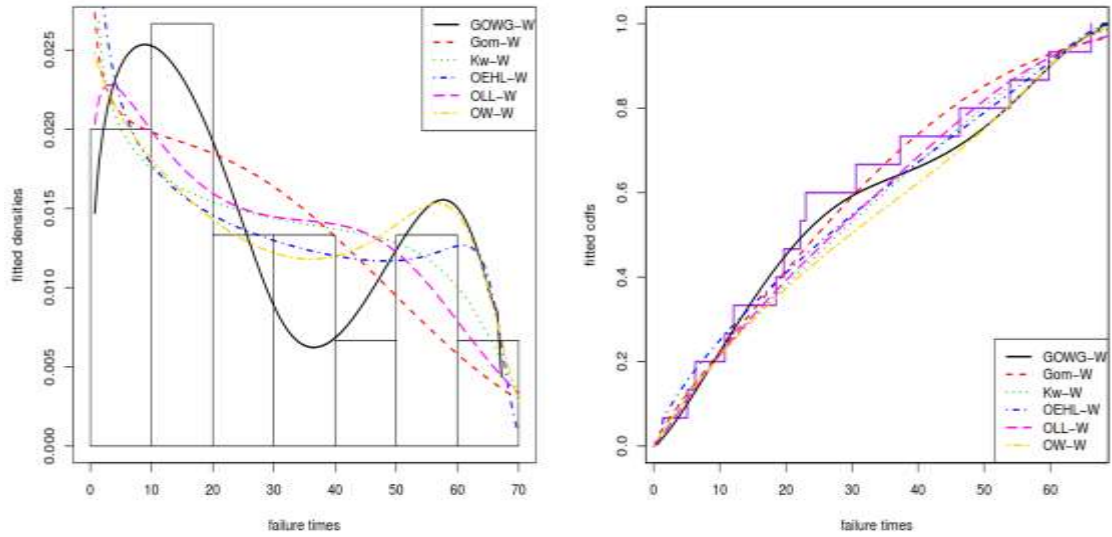 fitted densities
0.000
0.005
0.010
0.015
0.020
0.025
0
10
20
30
40
50
60
70
failure times
GOWG-W
Gom-W
Kw-W
OEHL-W
OLL-W
OW-W
fitted cdfs
0.0
0.2
0.4
0.6
0.8
1.0
0
10
20
30
40
50
60
failure times
GOWG-W
Gom-W
Kw-W
OEHL-W
OLL-W
OW-W